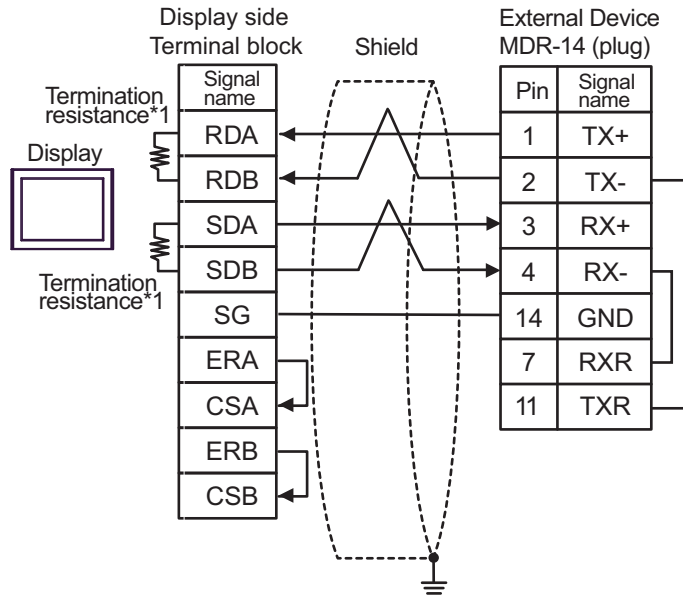 Display side
Terminal block
Shield
External Device
MDR-14 (plug)
Termination
resistance*1
Display
Termination
resistance*1
Signal
name
RDA
RDB
SDA
SDB
SG
ERA
CSA
ERB
CSB
Pin Signal
name
1 TX+
2 TX-
3 RX+
4 RX-
14 GND
7 RXR
11 TXR